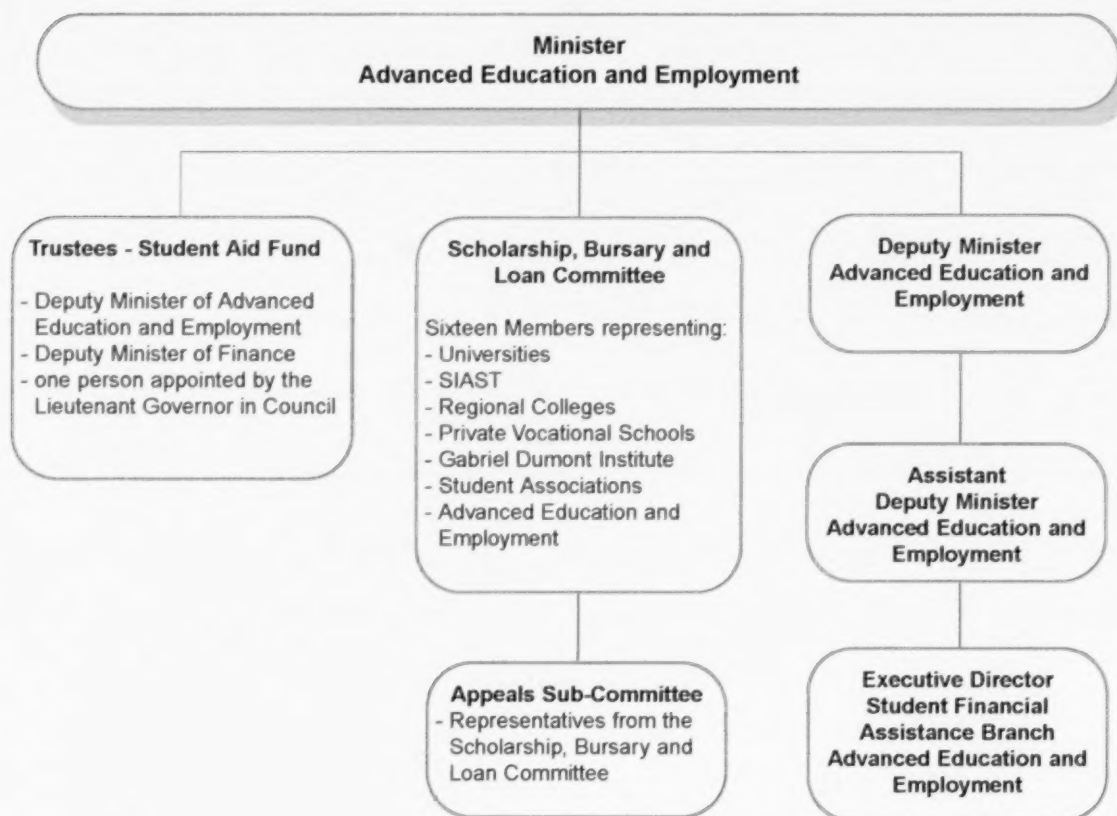 Minister
Advanced Education and Employment
Trustees - Student Aid Fund
- Deputy Minister of Advanced
Education and Employment
- Deputy Minister of Finance
- one person appointed by the
Lieutenant Governor in Council
Scholarship, Bursary and
Loan Committee
Sixteen Members representing:
- Universities
- SIAST
- Regional Colleges
- Private Vocational Schools
- Gabriel Dumont Institute
- Student Associations
- Advanced Education and
Employment
Appeals Sub-Committee
- Representatives from the
Scholarship, Bursary and
Loan Committee
Deputy Minister
Advanced Education and
Employment
Assistant
Deputy Minister
Advanced Education and
Employment
Executive Director
Student Financial
Assistance Branch
Advanced Education and
Employment